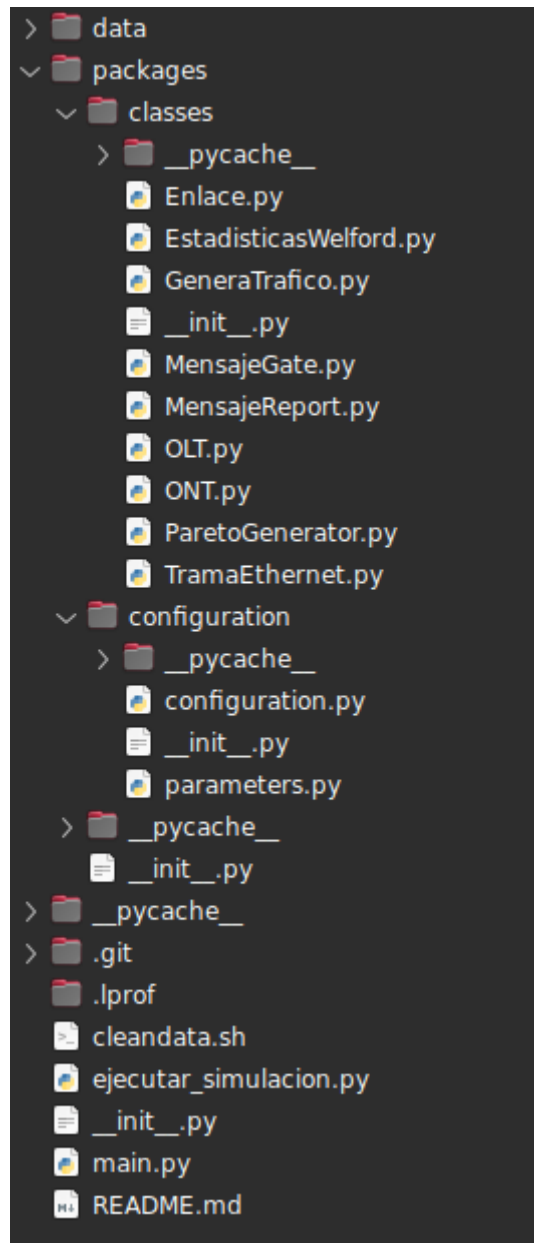 data
packages
classes
__pycache__
Enlace.py
EstadisticasWelford.py
GeneraTrafico.py
__init__.py
MensajeGate.py
MensajeReport.py
OLT.py
ONT.py
ParetoGenerator.py
TramaEthernet.py
configuration
__pycache__
configuration.py
__init__.py
parameters.py
__pycache__
__init__.py
__pycache__
.git
.lprof
cleandata.sh
ejecutar_simulacion.py
__init__.py
main.py
README.md